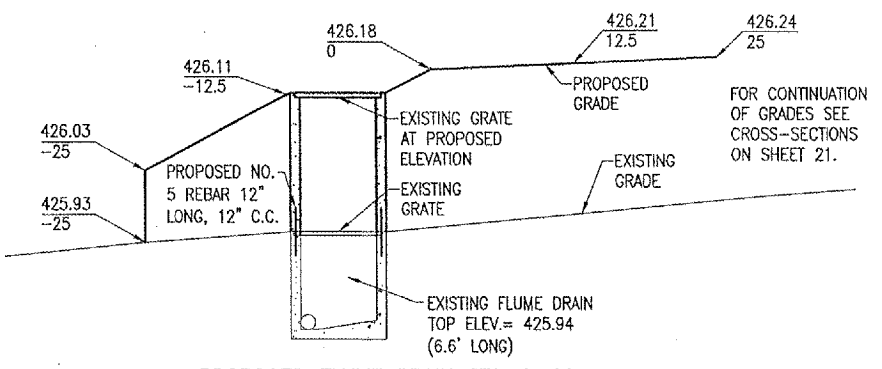 426.18
0
426.21
12.5
426.24
25
426.11
-12.5
PROPOSED
GRADE
FOR CONTINUATION
OF GRADES SEE
CROSS-SECTIONS
ON SHEET 21.
EXISTING GRATE
AT PROPOSED
ELEVATION
426.03
-25
PROPOSED NO.
5 REBAR 12"
LONG, 12" C.C.
EXISTING
GRATE
EXISTING
GRADE
425.93
-25
EXISTING FLUME DRAIN
TOP ELEV.= 425.94
(6.6' LONG)